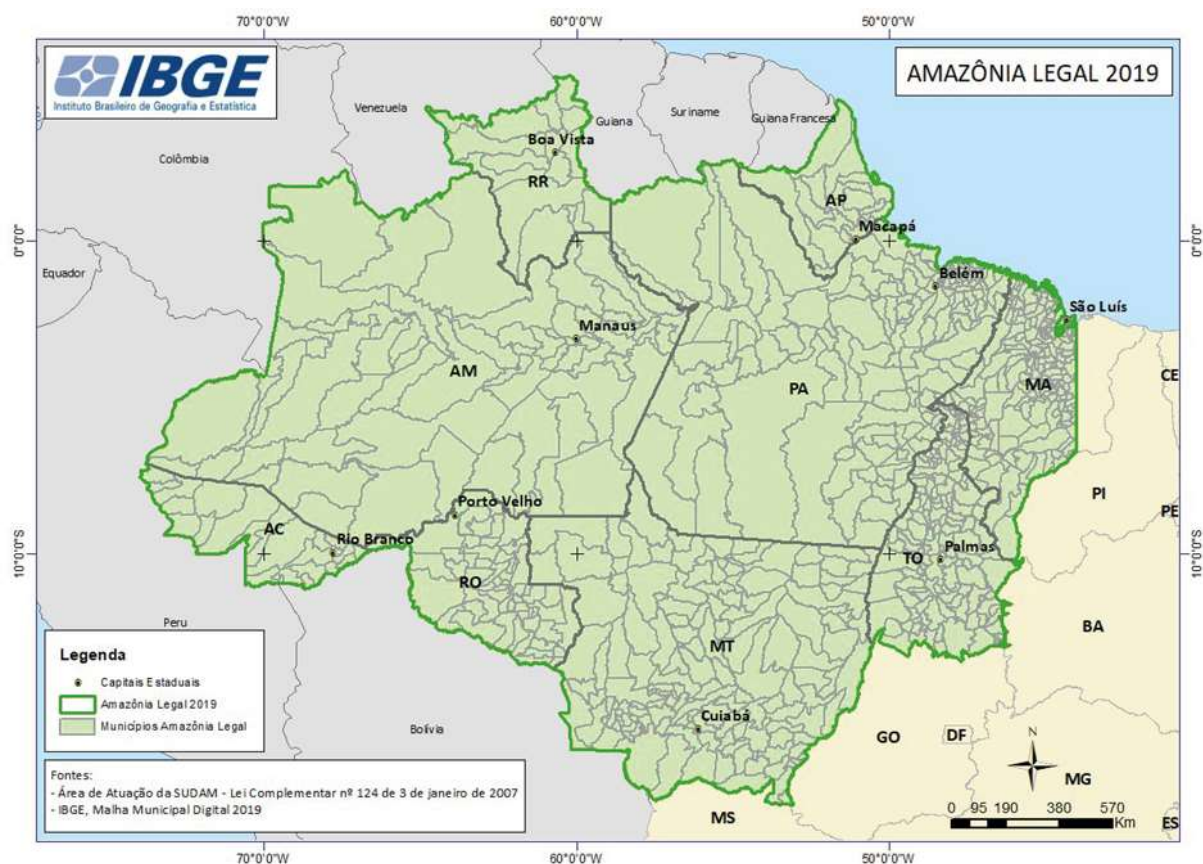 70°0'0"W
60°0'0"W
50°0'0"W
IBGE
Instituto Brasileiro de Geografia e Estatística
AMAZÔNIA LEGAL 2019
Venezuela
Guiana
Suriname
Guiana Francesa
Colômbia
Boa Vista
RR
AP
Macapá
0°0'0"
0°0'0"
Equador
Belém
São Luís
Manaus
AM
PA
MA
CE
Porto Velho
PI
PE
AC
Rio Branco
RO
TO
Palmas
10°0'0"S
10°0'0"S
Peru
BA
MT
Legenda
Capitais Estaduais
Amazônia Legal 2019
Municípios Amazônia Legal
Cuiabá
Bolívia
GO
DF
N
MG
Fontes:
- Área de Atuação da SUDAM - Lei Complementar nº 124 de 3 de janeiro de 2007
- IBGE, Malha Municipal Digital 2019
MS
0 95 190 380 570
Km
ES
70°0'0"W
60°0'0"W
50°0'0"W